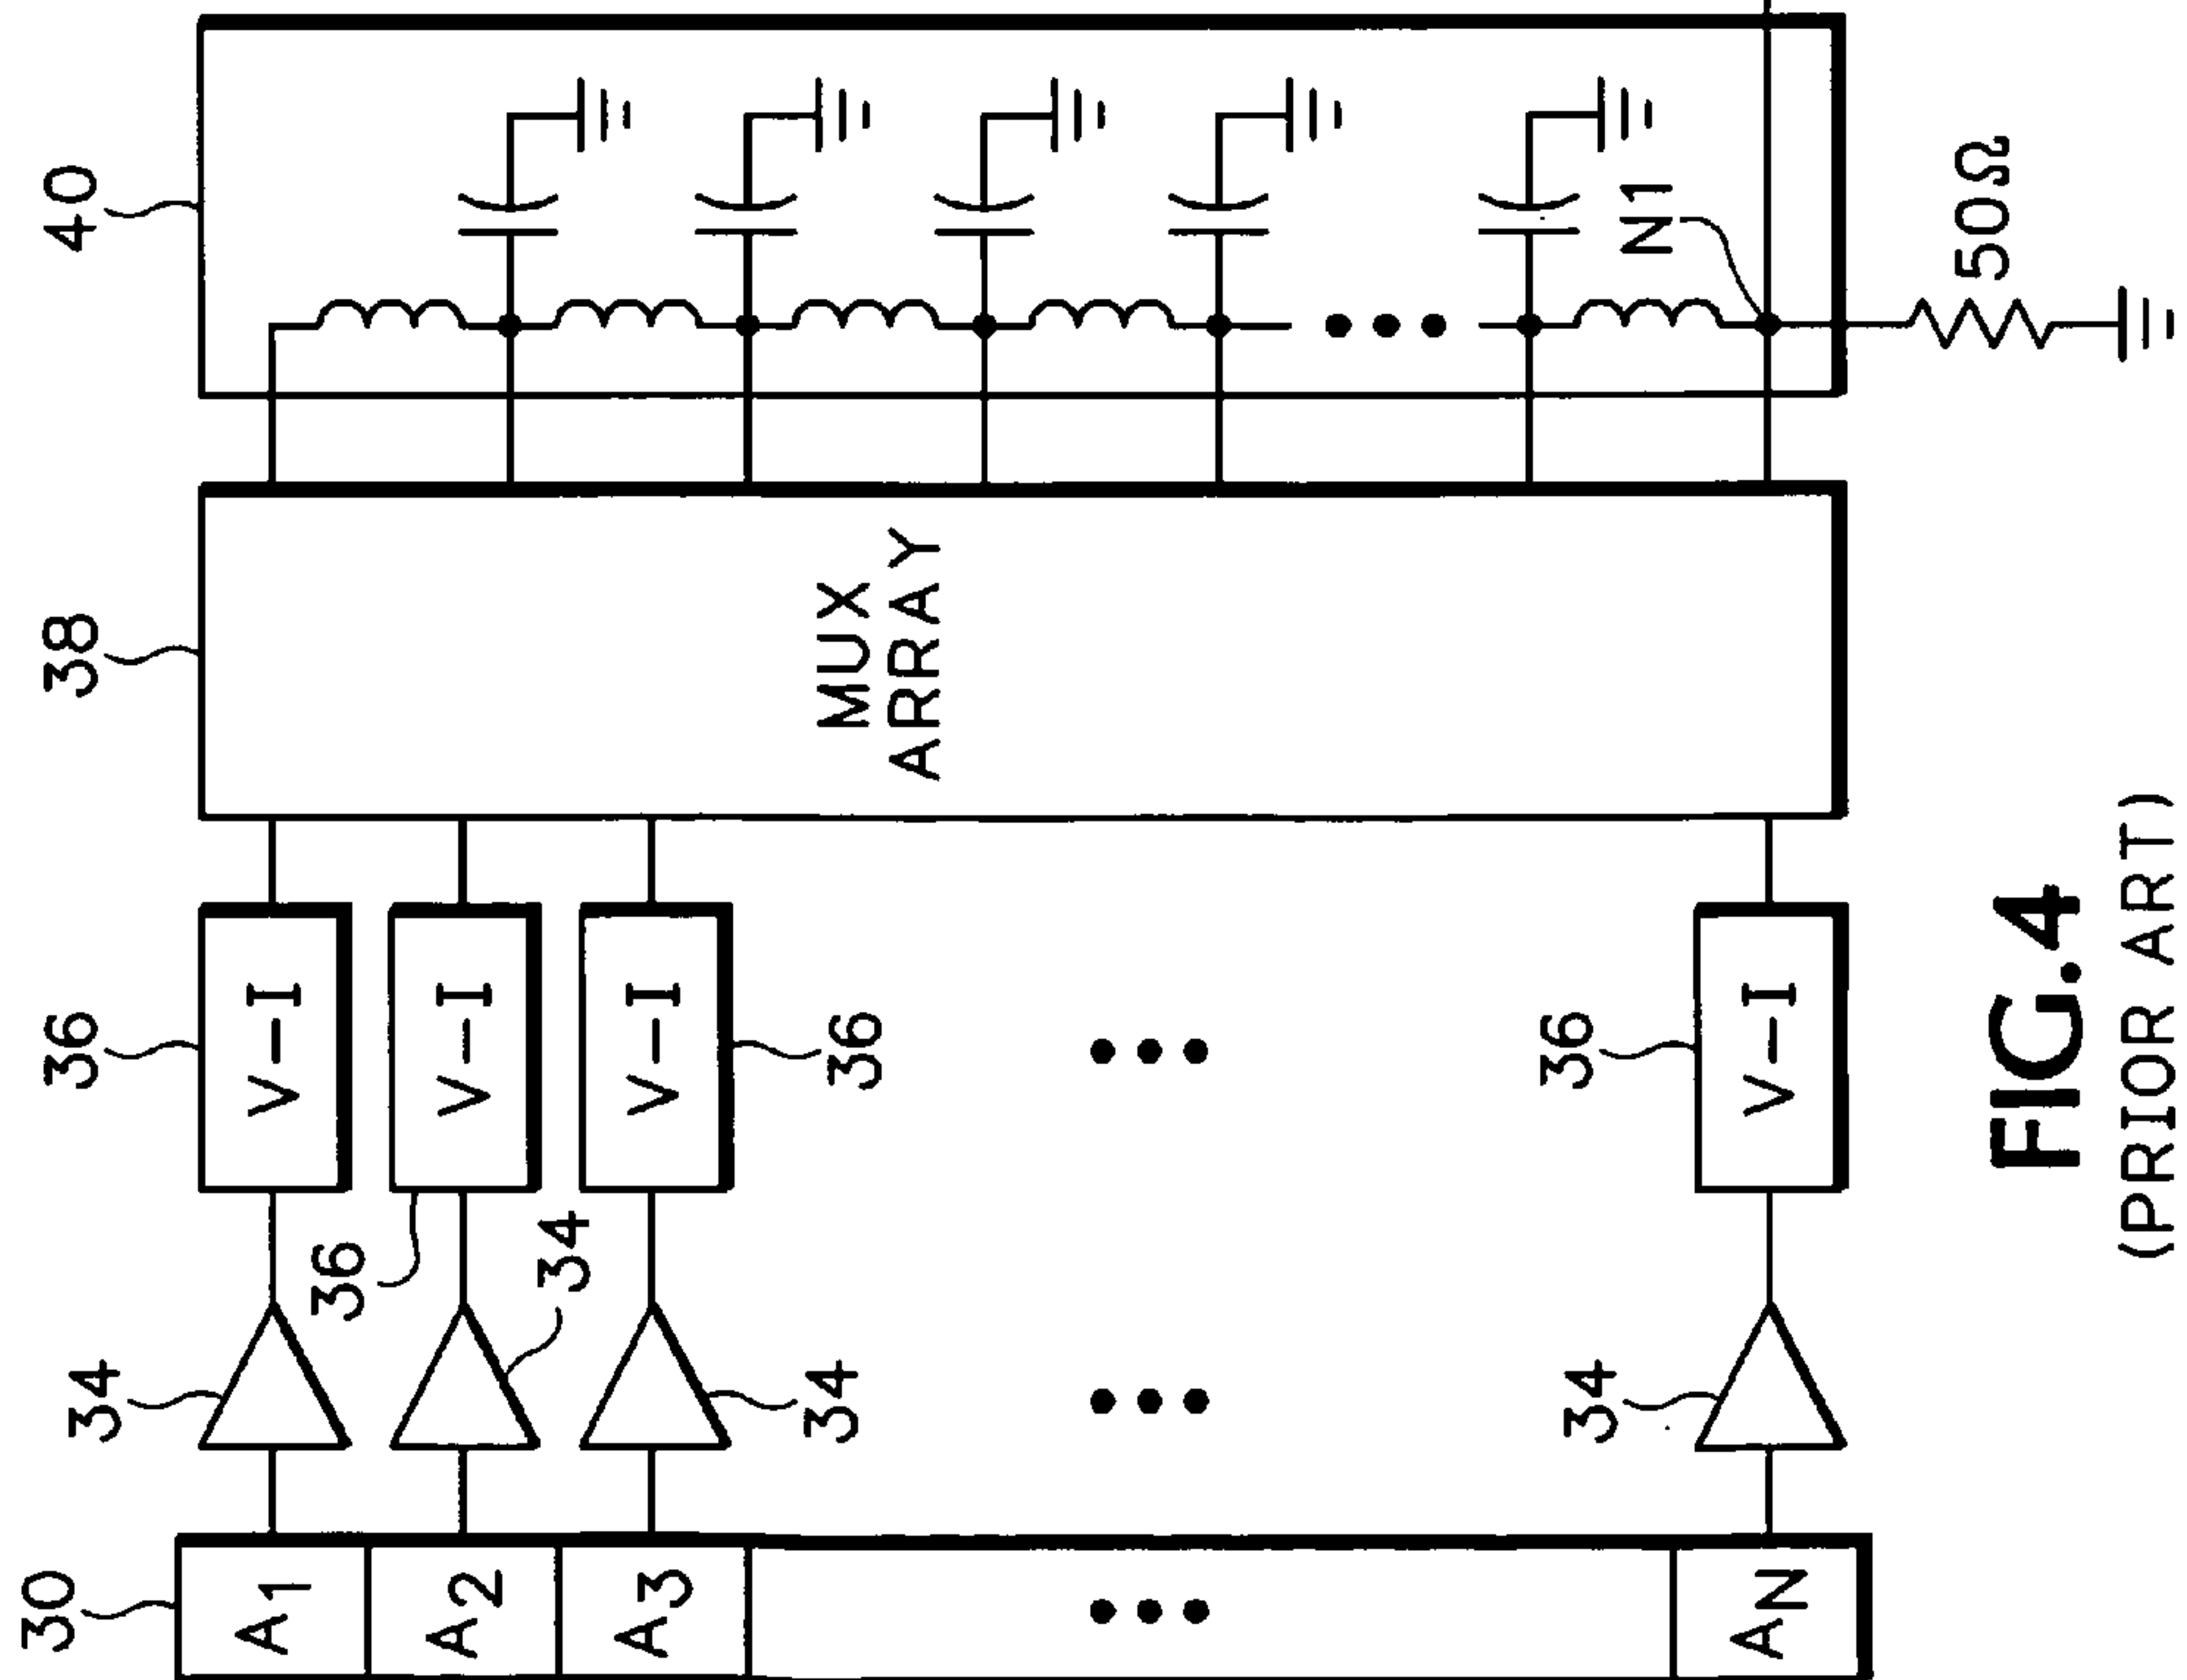 30
34
36
38
40
A1
V-I
36
A2
V-I
34
A3
V-I
34
36
MUX
ARRAY
34
36
N1
AN
V-I
50Ω
FIG.4
(PRIOR ART)